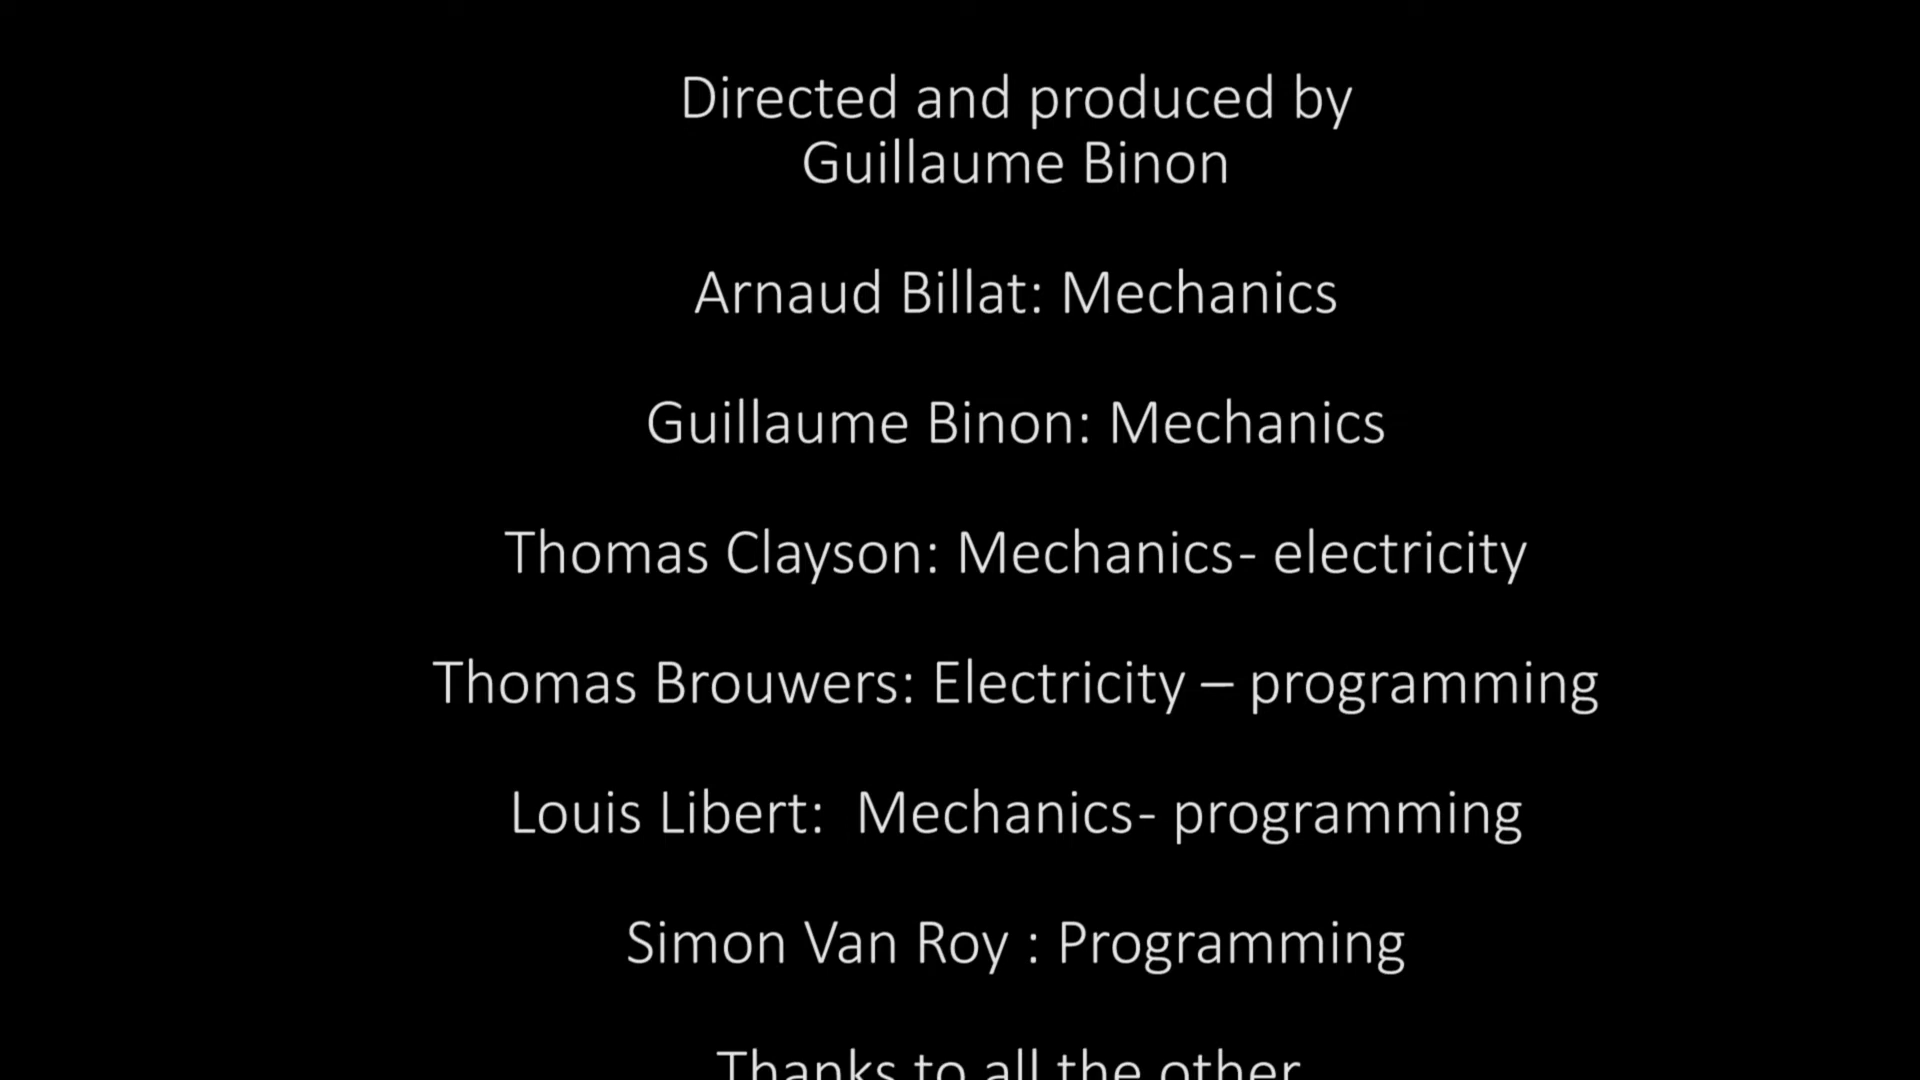 Directed and produced by
Guillaume Binon
Arnaud Billat: Mechanics
Guillaume Binon: Mechanics
Thomas Clayson: Mechanics- electricity
Thomas Brouwers: Electricity – programming
Louis Libert:  Mechanics- programming
Simon Van Roy : Programming
Thanks to all the other